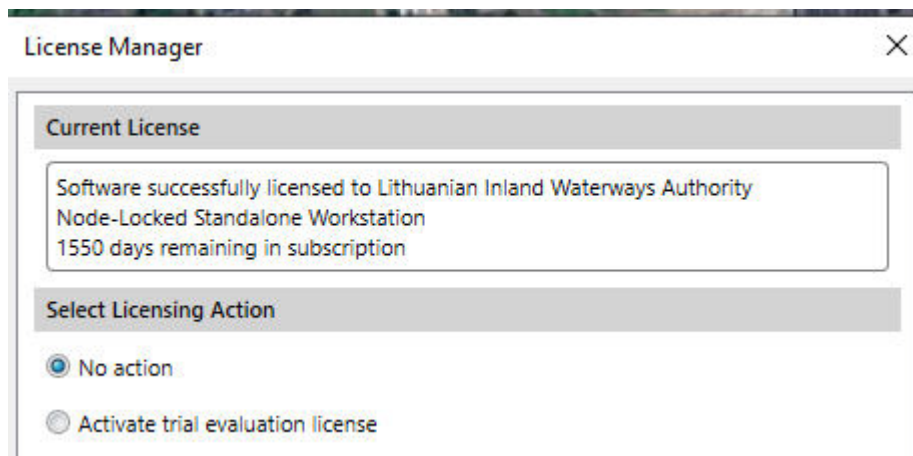 License Manager
Current License
Software successfully licensed to Lithuanian Inland Waterways Authority
Node-Locked Standalone Workstation
1550 days remaining in subscription
Select Licensing Action
No action
Activate trial evaluation license